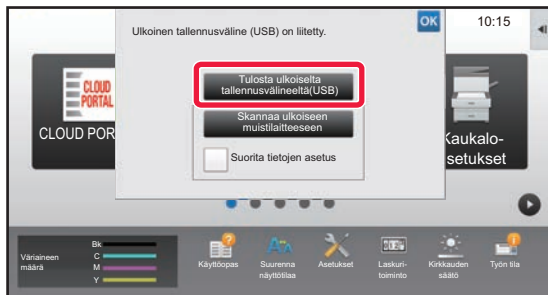 Ulkoinen tallennusväline (USB) on liitetty.
OK
10:15
Tulosta ulkoiselta
tallennusvälineeltä(USB)
Skannaa ulkoiseen
muistilaitteeseen
Suorita tietojen asetus
CLOUD
PORTAL
CLOUD POR
Kaukalo-
setukset
Väriaineen
määrä
Bk
C
M
Y
Käyttöopas
Suurenna
näyttötilaa
Asetukset
Laskuri-
toiminto
Kirkkauden
säätö
Työn tila